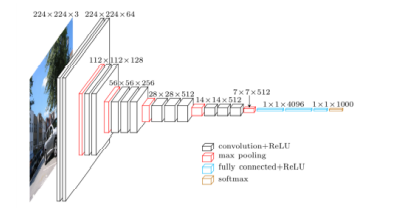 224×224×3
224×224×64
112×112×128
56×56×256
28×28×512
14×14×512
7×7×512
1×1×4096
1×1×1000
convolution+ReLU
max pooling
fully connected+ReLU
softmax